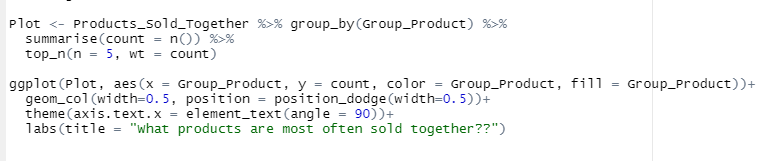 Plot <- Products_Sold_Together %>% group_by(Group_Product) %>%
summarise(count = n()) %>%
top_n(n = 5, wt = count)
ggplot(Plot, aes(x = Group_Product, y = count, color = Group_Product, fill = Group_Product))+
geom_col(width=0.5, position = position_dodge(width=0.5))+
theme(axis.text.x = element_text(angle = 90))+
labs(title = "What products are most often sold together??")